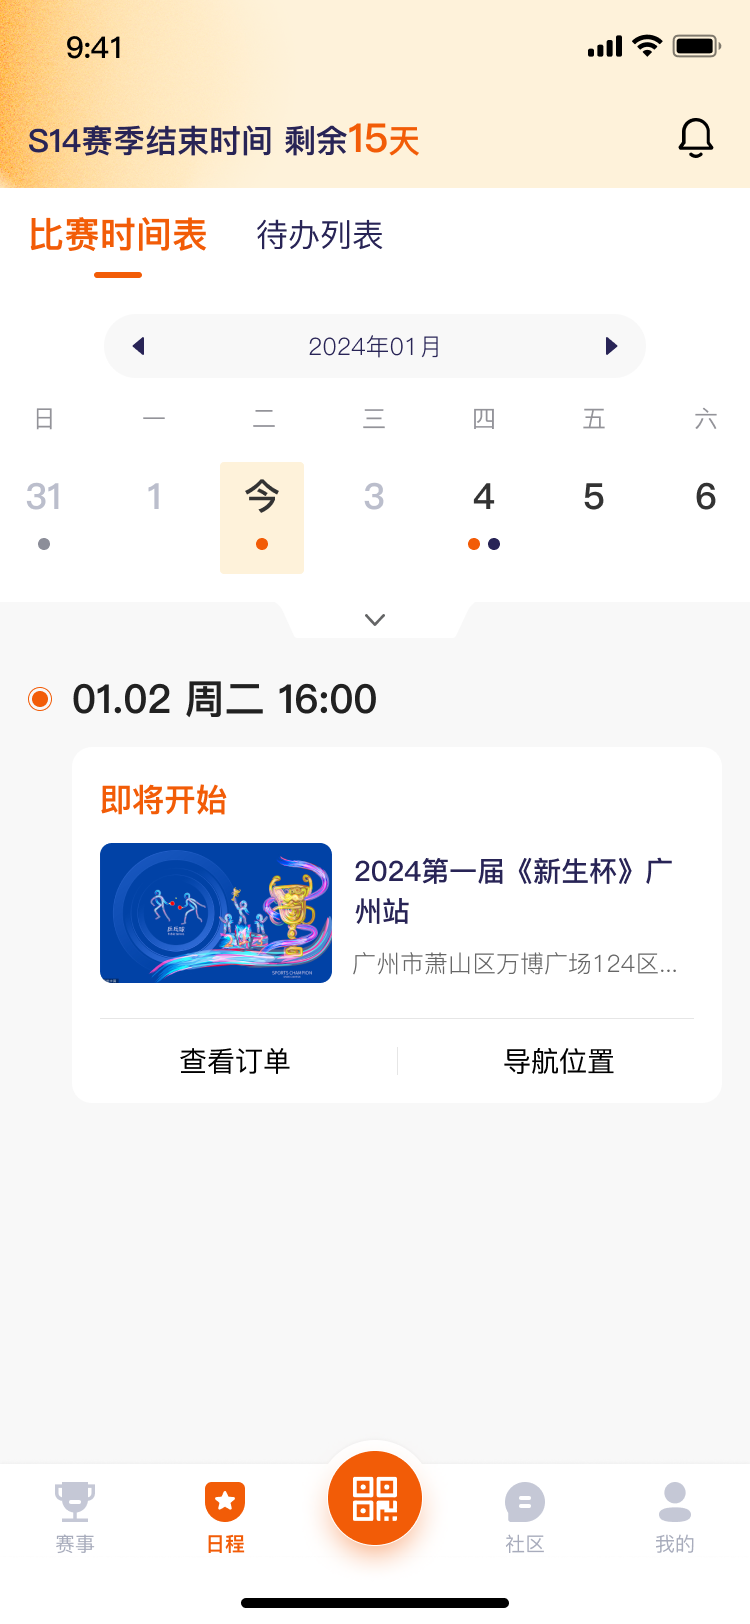 9:41
S14赛季结束时间 剩余15天
比赛时间表 待办列表
2024年01月
日 一 二 三 四 五 六
31 1 今 3 4 5 6
01.02 周二 16:00
即将开始
2024第一届《新生杯》广
州站
广州市萧山区万博广场124区...
乒乓球
SPORTS CHAMPION
查看订单 导航位置
赛事 日程 社区 我的